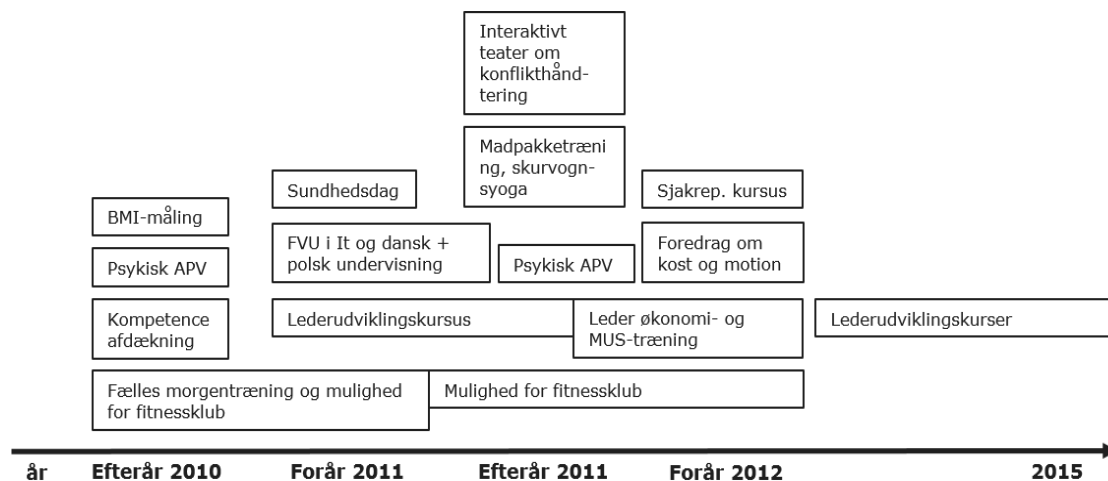 Interaktivt
teater om
konflikthånd-
tering
Madpakketræni
ng, skurvogn-
syoga
Sundhedsdag
Sjakrep. kursus
BMI-måling
FVU i It og dansk +
polsk undervisning
Psykisk APV
Foredrag om
kost og motion
Psykisk APV
Kompetence
afdækning
Lederudviklingskursus
Leder økonomi- og
MUS-træning
Lederudviklingskurser
Fælles morgentræning og mulighed
for fitnessklub
Mulighed for fitnessklub
år Efterår 2010 Forår 2011 Efterår 2011 Forår 2012 2015